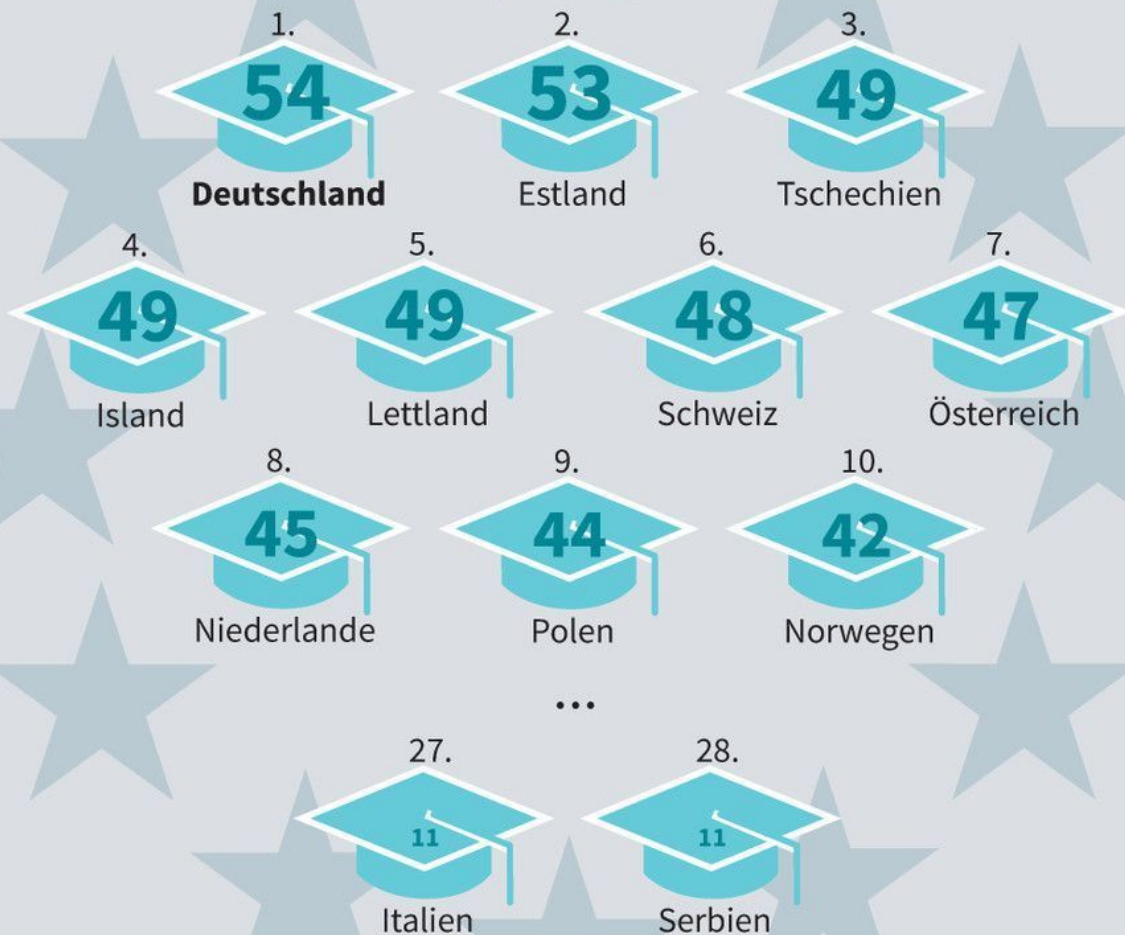 1. 2. 3.
54 53 49
Deutschland Estland Tschechien
4. 5. 6. 7.
49 49 48 47
Island Lettland Schweiz Österreich
8. 9. 10.
45 44 42
Niederlande Polen Norwegen
...
27. 28.
11 11
Italien Serbien